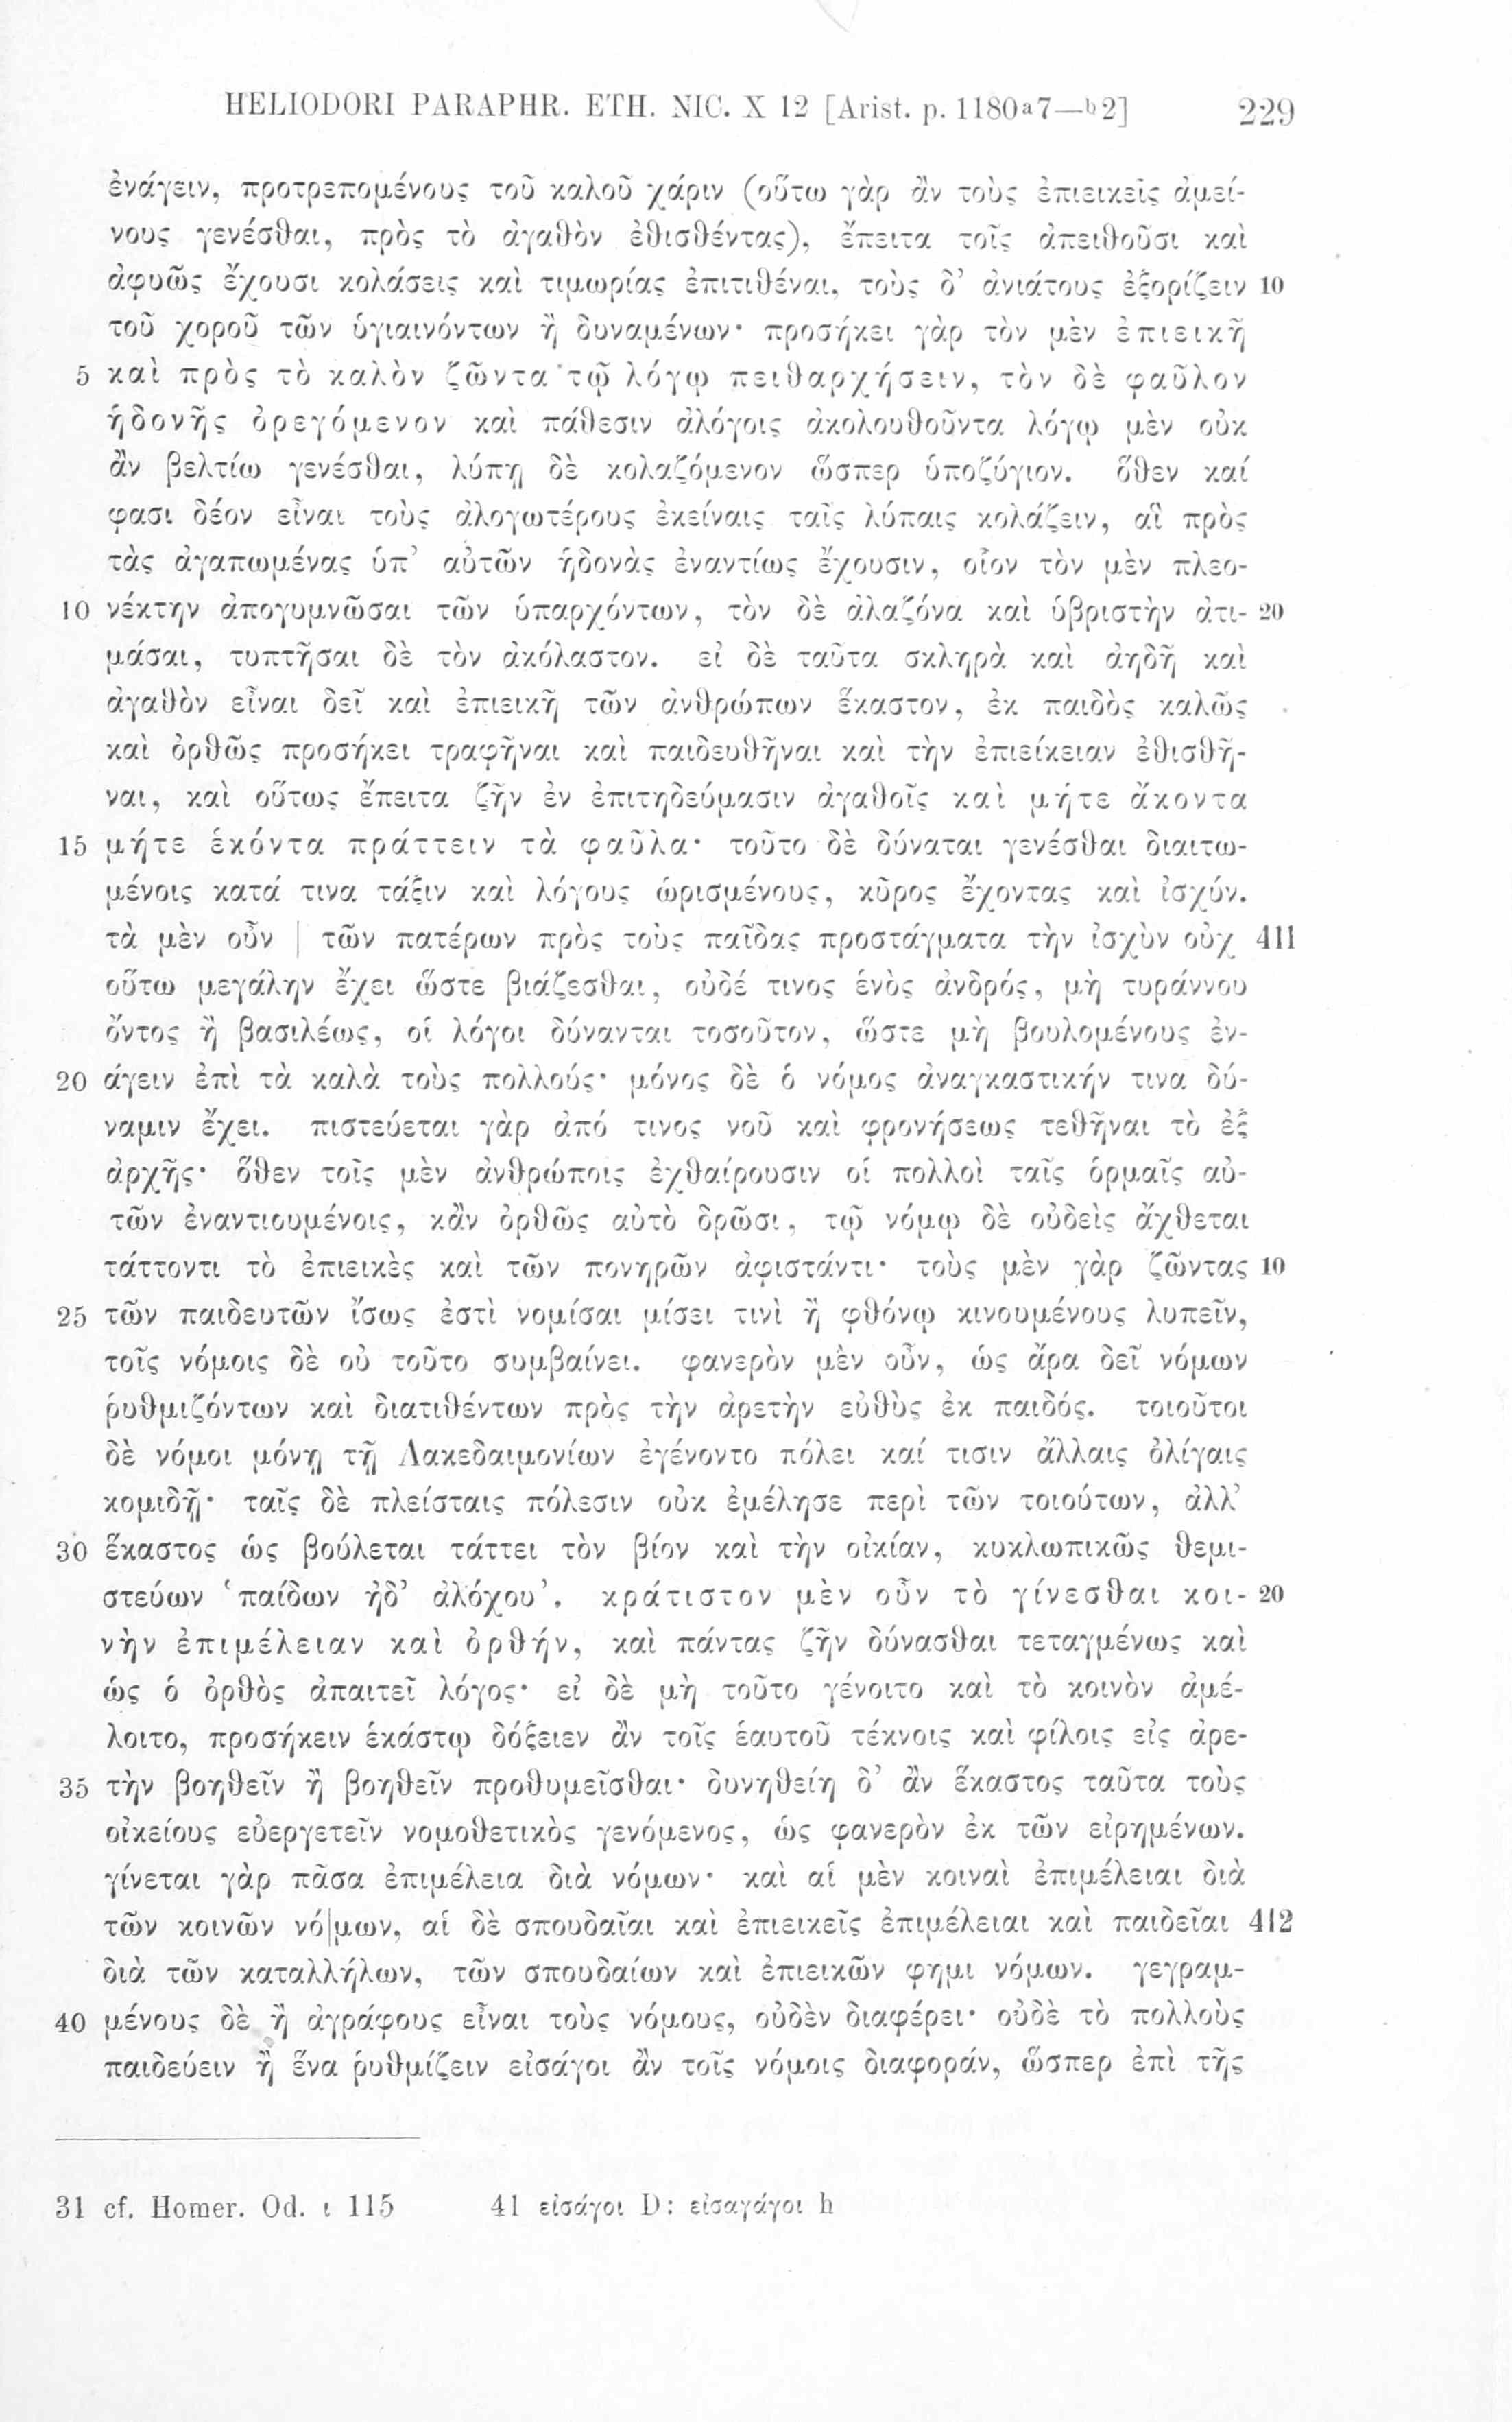 HELIODORI PARAPHR. ETH. NIC. X 12 [Arist. p. 1180a7—b2] 229
ἐνάγειν, προτρεπομένους τοῦ καλοῦ χάριν (οὕτω γὰρ ἂν τοὺς ἐπιεικεῖς ἀμεί-
νους γενέσθαι, πρὸς τὸ ἀγαθὸν ἐθισθέντας), ἔπειτα τοῖς ἀπειθοῦσι καὶ
ἀφυῶς ἔχουσι κολάσεις καὶ τιμωρίας ἐπιτιθέναι, τοὺς δ’ ἀνιάτους ἐξορίζειν 10
τοῦ χοροῦ τῶν ὑγιαινόντων ἢ δυναμένων· προσήκει γὰρ τὸν μὲν ἐπιεικῆ
5 καὶ πρὸς τὸ καλὸν ζῶντα τῷ λόγῳ πειθαρχήσειν, τὸν δὲ φαῦλον
ἡδονῆς ὀρεγόμενον καὶ πάθεσιν ἀλόγοις ἀκολουθοῦντα λόγῳ μὲν οὐκ
ἂν βελτίω γενέσθαι, λύπῃ δὲ κολαζόμενον ὥσπερ ὑποζύγιον. ὅθεν καί
φασι δέον εἶναι τοὺς ἀλογωτέρους ἐκείναις ταῖς λύπαις κολάζειν, αἳ πρὸς
τὰς ἀγαπωμένας ὑπ’ αὐτῶν ἡδονὰς ἐναντίως ἔχουσιν, οἷον τὸν μὲν πλεο-
10 νέκτην ἀπογυμνῶσαι τῶν ὑπαρχόντων, τὸν δὲ ἀλαζόνα καὶ ὑβριστὴν ἀτι- 20
μάσαι, τυπτῆσαι δὲ τὸν ἀκόλαστον. εἰ δὲ ταῦτα σκληρὰ καὶ ἀηδῆ καὶ
ἀγαθὸν εἶναι δεῖ καὶ ἐπιεικῆ τῶν ἀνθρώπων ἕκαστον, ἐκ παιδὸς καλῶς
καὶ ὀρθῶς προσήκει τραφῆναι καὶ παιδευθῆναι καὶ τὴν ἐπιείκειαν ἐθισθῆ-
ναι, καὶ οὕτως ἔπειτα ζῆν ἐν ἐπιτηδεύμασιν ἀγαθοῖς καὶ μήτε ἄκοντα
15 μήτε ἑκόντα πράττειν τὰ φαῦλα· τοῦτο δὲ δύναται γενέσθαι διαιτω-
μένοις κατά τινα τάξιν καὶ λόγους ὡρισμένους, κῦρος ἔχοντας καὶ ἰσχύν.
τὰ μὲν οὖν | τῶν πατέρων πρὸς τοὺς παῖδας προστάγματα τὴν ἰσχὺν οὐχ 411
οὕτω μεγάλην ἔχει ὥστε βιάζεσθαι, οὐδέ τινος ἑνὸς ἀνδρός, μὴ τυράννου
ὄντος ἢ βασιλέως, οἱ λόγοι δύνανται τοσοῦτον, ὥστε μὴ βουλομένους ἐν-
20 άγειν ἐπὶ τὰ καλὰ τοὺς πολλούς· μόνος δὲ ὁ νόμος ἀναγκαστικήν τινα δύ-
ναμιν ἔχει. πιστεύεται γὰρ ἀπό τινος νοῦ καὶ φρονήσεως τεθῆναι τὸ ἐξ
ἀρχῆς· ὅθεν τοῖς μὲν ἀνθρώποις ἐχθαίρουσιν οἱ πολλοὶ ταῖς ὁρμαῖς αὐ-
τῶν ἐναντιουμένοις, κἂν ὀρθῶς αὐτὸ δρῶσι, τῷ νόμῳ δὲ οὐδεὶς ἄχθεται
τάττοντι τὸ ἐπιεικὲς καὶ τῶν πονηρῶν ἀφιστάντι· τοὺς μὲν γὰρ ζῶντας 10
25 τῶν παιδευτῶν ἴσως ἐστὶ νομίσαι μίσει τινὶ ἢ φθόνῳ κινουμένους λυπεῖν,
τοῖς νόμοις δὲ οὐ τοῦτο συμβαίνει. φανερὸν μὲν οὖν, ὡς ἄρα δεῖ νόμων
ῥυθμιζόντων καὶ διατιθέντων πρὸς τὴν ἀρετὴν εὐθὺς ἐκ παιδός. τοιοῦτοι
δὲ νόμοι μόνῃ τῇ Λακεδαιμονίων ἐγένοντο πόλει καί τισιν ἄλλαις ὀλίγαις
κομιδῇ· ταῖς δὲ πλείσταις πόλεσιν οὐκ ἐμέλησε περὶ τῶν τοιούτων, ἀλλ’
30 ἕκαστος ὡς βούλεται τάττει τὸν βίον καὶ τὴν οἰκίαν, κυκλωπικῶς θεμι-
στεύων ‘παίδων ἠδ’ ἀλόχου’. κράτιστον μὲν οὖν τὸ γίνεσθαι κοι- 20
νὴν ἐπιμέλειαν καὶ ὀρθήν, καὶ πάντας ζῆν δύνασθαι τεταγμένως καὶ
ὡς ὁ ὀρθὸς ἀπαιτεῖ λόγος· εἰ δὲ μὴ τοῦτο γένοιτο καὶ τὸ κοινὸν ἀμέ-
λοιτο, προσήκειν ἑκάστῳ δόξειεν ἂν τοῖς ἑαυτοῦ τέκνοις καὶ φίλοις εἰς ἀρε-
35 τὴν βοηθεῖν ἢ βοηθεῖν προθυμεῖσθαι· δυνηθείη δ’ ἂν ἕκαστος ταῦτα τοὺς
οἰκείους εὐεργετεῖν νομοθετικὸς γενόμενος, ὡς φανερὸν ἐκ τῶν εἰρημένων.
γίνεται γὰρ πᾶσα ἐπιμέλεια διὰ νόμων· καὶ αἱ μὲν κοιναὶ ἐπιμέλειαι διὰ
τῶν κοινῶν νό|μων, αἱ δὲ σπουδαῖαι καὶ ἐπιεικεῖς ἐπιμέλειαι καὶ παιδεῖαι 412
διὰ τῶν καταλλήλων, τῶν σπουδαίων καὶ ἐπιεικῶν φημι νόμων. γεγραμ-
40 μένους δὲ ἢ ἀγράφους εἶναι τοὺς νόμους, οὐδὲν διαφέρει· οὐδὲ τὸ πολλοὺς
παιδεύειν ἢ ἕνα ῥυθμίζειν εἰσάγοι ἂν τοῖς νόμοις διαφοράν, ὥσπερ ἐπὶ τῆς
31 cf. Homer. Od. ι 115 41 εἰσάγοι D: εἰσαγάγοι h